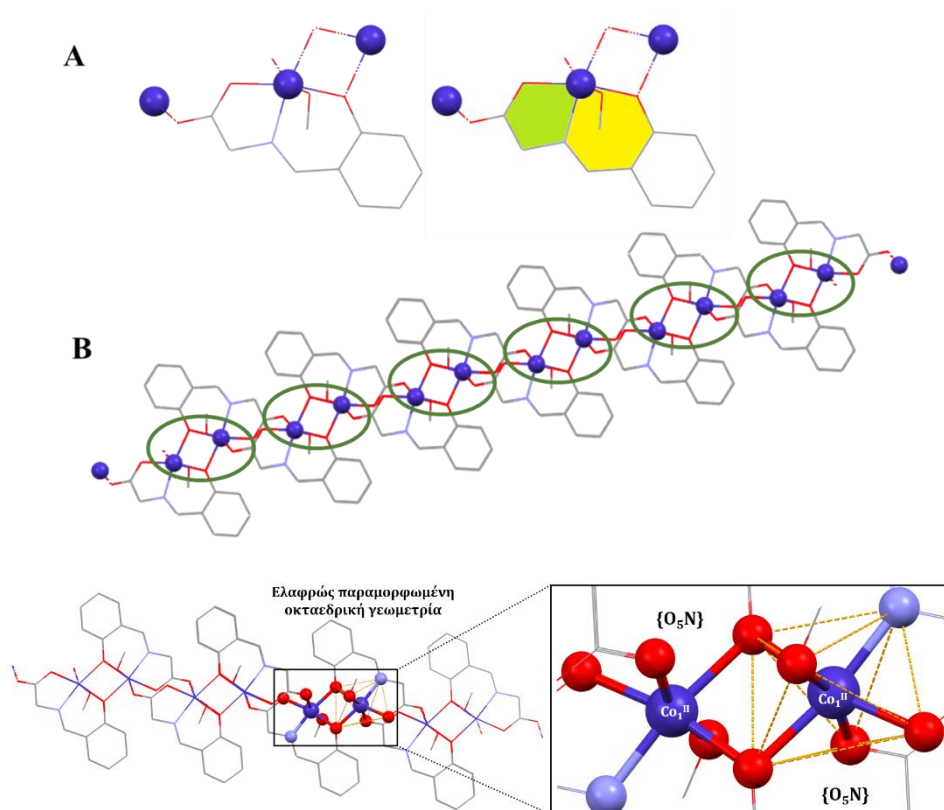 A
B
Ελαφρώς παραμορφωμένη
οκταεδρική γεωμετρία
{O₅N}
Co₁ᴵᴵ
Co₁ᴵᴵ
{O₅N}